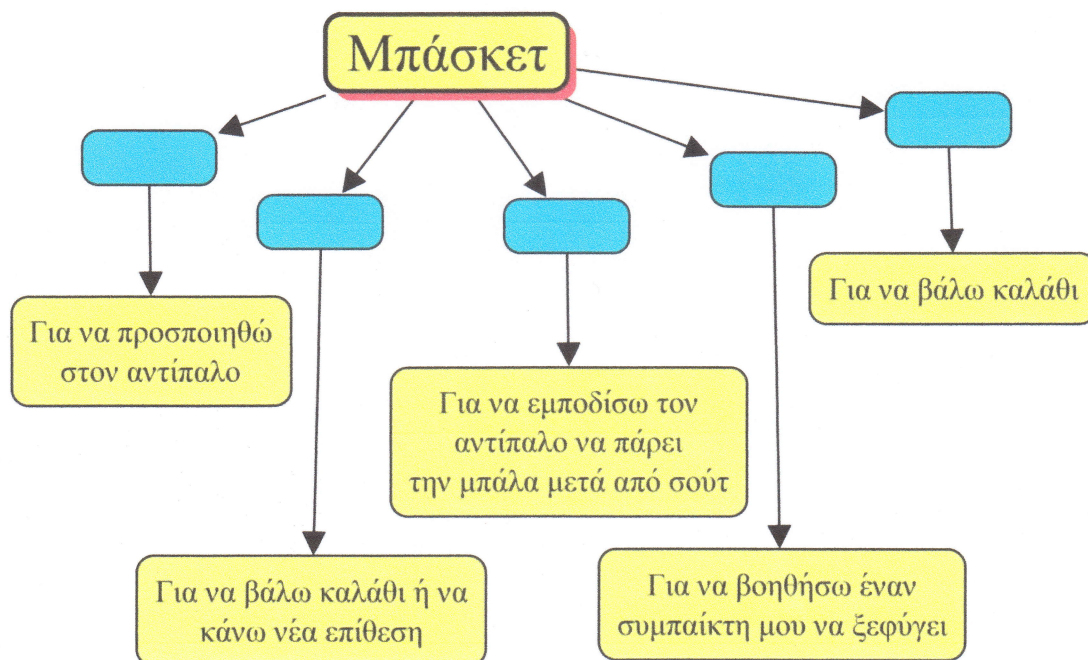 Μπάσκετ
Για να προσποιηθώ
στον αντίπαλο
Για να βάλω καλάθι ή να
κάνω νέα επίθεση
Για να εμποδίσω τον
αντίπαλο να πάρει
την μπάλα μετά από σούτ
Για να βοηθήσω έναν
συμπαίκτη μου να ξεφύγει
Για να βάλω καλάθι